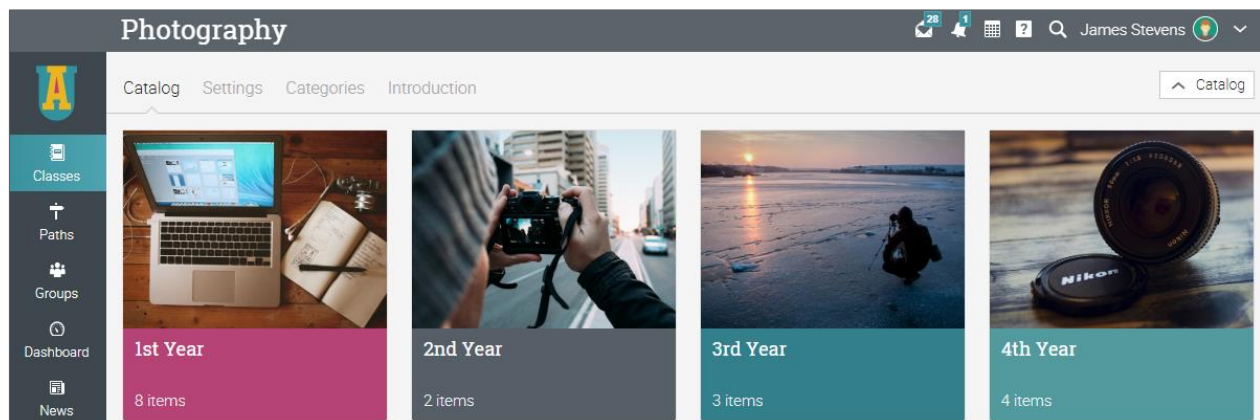 Photography
28
1
?
James Stevens
A
Catalog Settings Categories Introduction
Catalog
Classes
Paths
Groups
Dashboard
News
Nikon
1st Year
8 items
2nd Year
2 items
3rd Year
3 items
4th Year
4 items